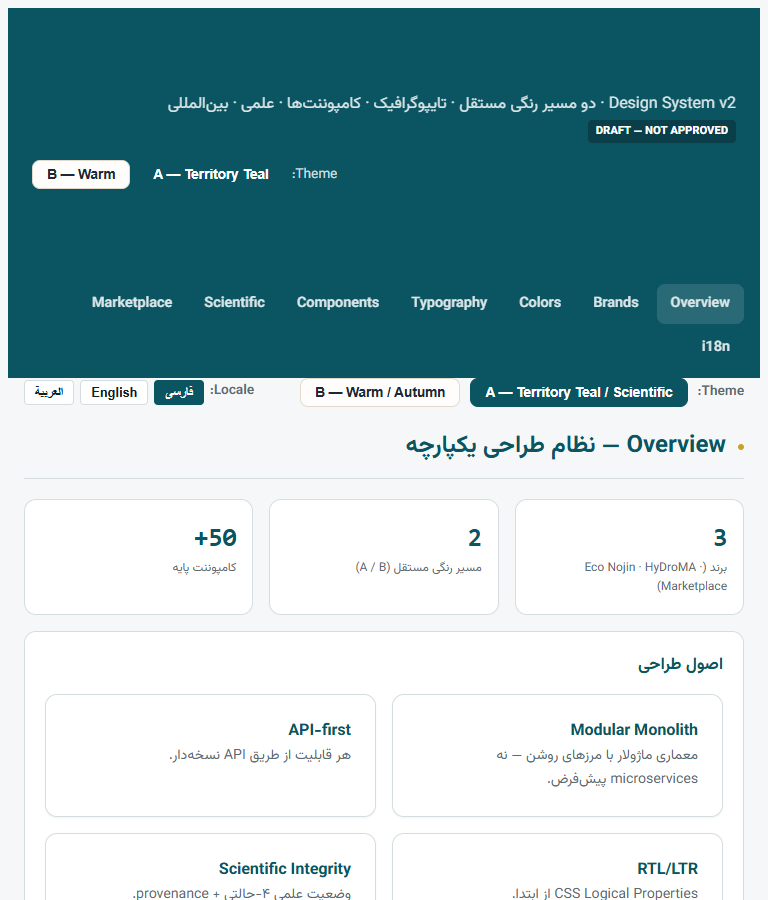 Design System v2 · دو مسیر رنگی مستقل · تایپوگرافیک · کامپوننت‌ها · علمی · بین‌المللی
DRAFT — NOT APPROVED
Theme: A — Territory Teal B — Warm
Overview Brands Colors Typography Components Scientific Marketplace
i18n
Theme: A — Territory Teal / Scientific B — Warm / Autumn Locale: فارسی English العربية
Overview — نظام طراحی یکپارچه
3
برند (Eco Nojin · HyDroMA ·
Marketplace)
2
مسیر رنگی مستقل (A / B)
50+
کامپوننت پایه
اصول طراحی
Modular Monolith
معماری ماژولار با مرزهای روشن — نه
microservices پیش‌فرض.
API-first
هر قابلیت از طریق API نسخه‌دار.
RTL/LTR
CSS Logical Properties از ابتدا.
Scientific Integrity
وضعیت علمی ۴-حالتی + provenance.